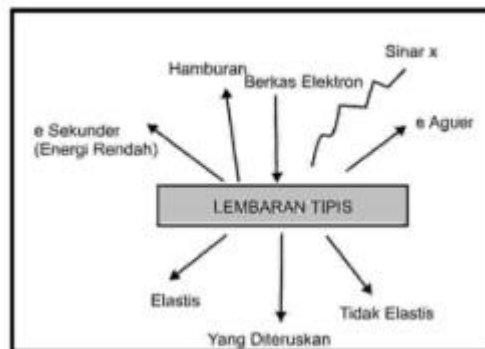 Sinar x
Hamburan
Berkas Elektron
e Sekunder
(Energi Rendah)
e Aguer
LEMBARAN TIPIS
Elastis
Tidak Elastis
Yang Diteruskan